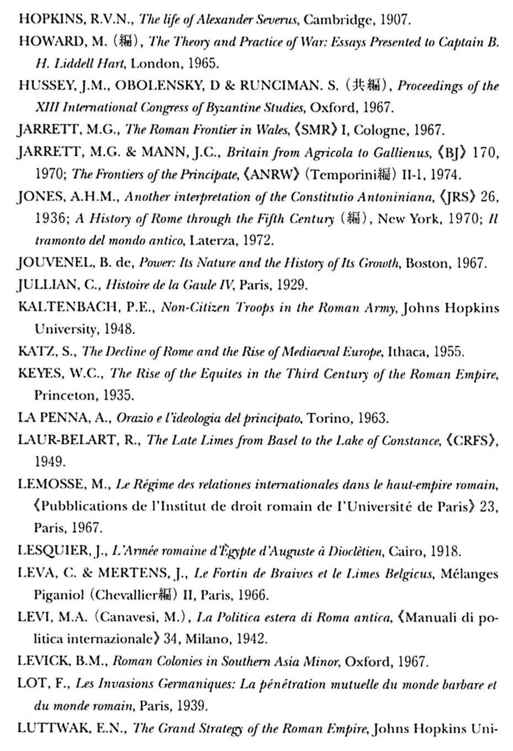 HOPKINS, R.V.N., The life of Alexander Severus, Cambridge, 1907.
HOWARD, M. (編), The Theory and Practice of War: Essays Presented to Captain B.
H. Liddell Hart, London, 1965.
HUSSEY, J.M., OBOLENSKY, D & RUNCIMAN. S. (共編), Proceedings of the
XIII International Congress of Byzantine Studies, Oxford, 1967.
JARRETT, M.G., The Roman Frontier in Wales, 《SMR》 I, Cologne, 1967.
JARRETT, M.G. & MANN, J.C., Britain from Agricola to Gallienus, 《BJ》 170,
1970; The Frontiers of the Principate, 《ANRW》 (Temporini編) II-1, 1974.
JONES, A.H.M., Another interpretation of the Constitutio Antoniniana, 《JRS》 26,
1936; A History of Rome through the Fifth Century (編), New York, 1970; Il
tramonto del mondo antico, Laterza, 1972.
JOUVENEL, B. de, Power: Its Nature and the History of Its Growth, Boston, 1967.
JULLIAN, C., Histoire de la Gaule IV, Paris, 1929.
KALTENBACH, P.E., Non-Citizen Troops in the Roman Army, Johns Hopkins
University, 1948.
KATZ, S., The Decline of Rome and the Rise of Mediaeval Europe, Ithaca, 1955.
KEYES, W.C., The Rise of the Equites in the Third Century of the Roman Empire,
Princeton, 1935.
LA PENNA, A., Orazio e l'ideologia del principato, Torino, 1963.
LAUR-BELART, R., The Late Limes from Basel to the Lake of Constance, 《CRFS》,
1949.
LEMOSSE, M., Le Régime des relationes internationales dans le haut-empire romain,
《Pubblications de l'Institut de droit romain de I'Université de Paris》 23,
Paris, 1967.
LESQUIER, J., L'Armée romaine d'Égypte d'Auguste à Dioclètien, Cairo, 1918.
LEVA, C. & MERTENS, J., Le Fortin de Braives et le Limes Belgicus, Mélanges
Piganiol (Chevallier編) II, Paris, 1966.
LEVI, M.A. (Canavesi, M.), La Politica estera di Roma antica, 《Manuali di po-
litica internazionale》 34, Milano, 1942.
LEVICK, B.M., Roman Colonies in Southern Asia Minor, Oxford, 1967.
LOT, F., Les Invasions Germaniques: La pénétration mutuelle du monde barbare et
du monde romain, Paris, 1939.
LUTTWAK, E.N., The Grand Strategy of the Roman Empire, Johns Hopkins Uni-